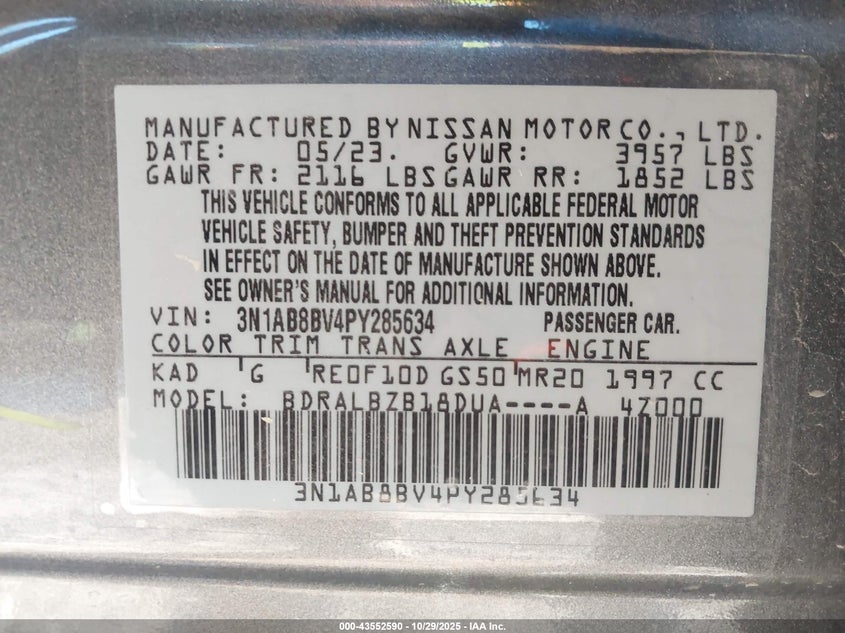 MANUFACTURED BY NISSAN MOTOR CO., LTD.
DATE: 05/23. GVWR: 3957 LBS
GAWR FR: 2116 LBS GAWR RR: 1852 LBS
THIS VEHICLE CONFORMS TO ALL APPLICABLE FEDERAL MOTOR
VEHICLE SAFETY, BUMPER AND THEFT PREVENTION STANDARDS
IN EFFECT ON THE DATE OF MANUFACTURE SHOWN ABOVE.
SEE OWNER'S MANUAL FOR ADDITIONAL INFORMATION.
VIN: 3N1AB8BV4PY285634 PASSENGER CAR.
COLOR TRIM TRANS AXLE ENGINE
KAD G RE0F10D GS50 MR20 1997 CC
MODEL: BDRALBZB18DUA----A 4Z000
3N1AB8BV4PY285634
000-43552590 • 10/29/2025 - IAA Inc.